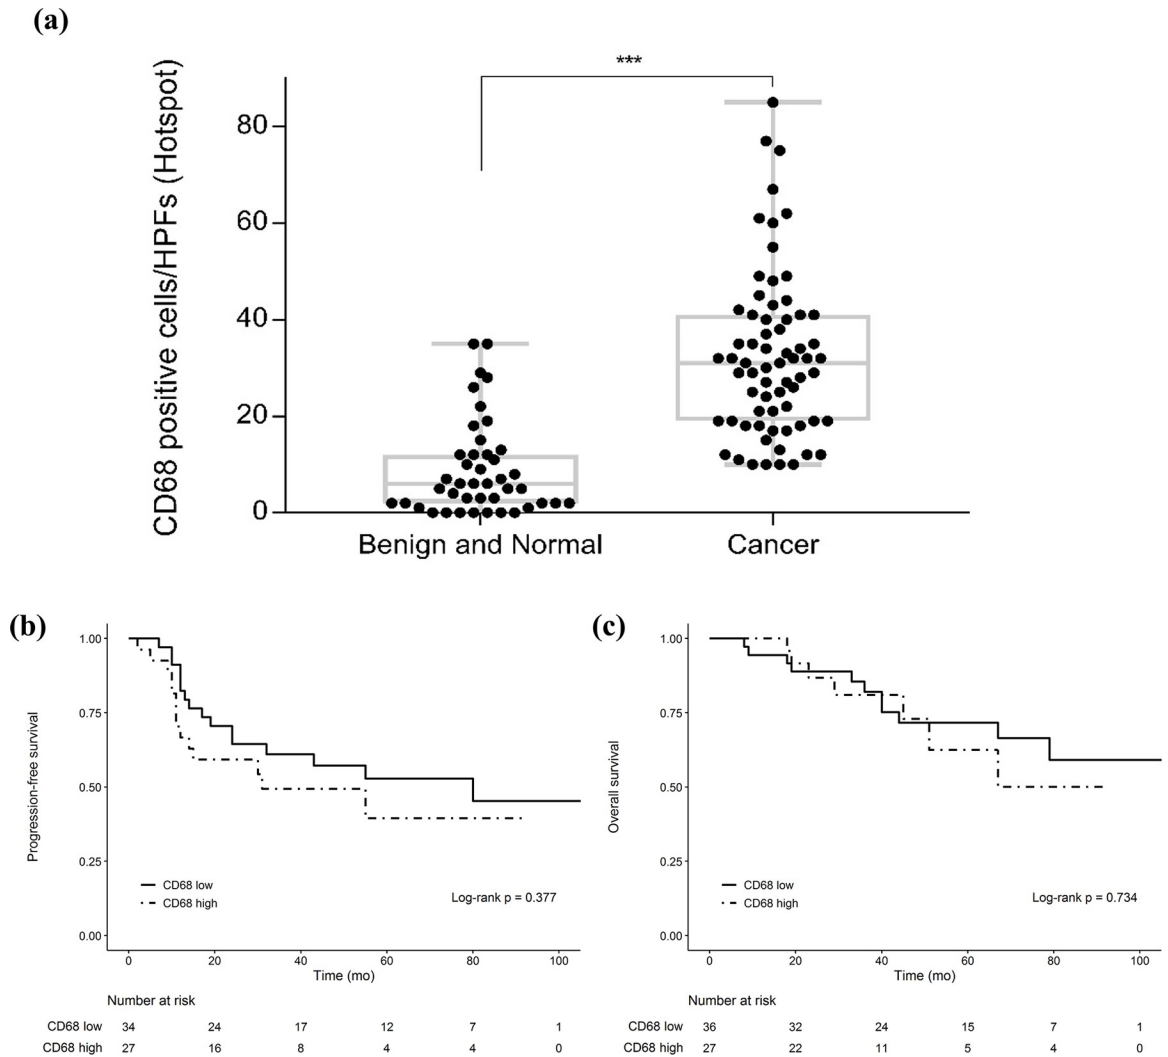 (a)
***
CD68 positive cells/HPFs (Hotspot)
80
60
40
20
0
Benign and Normal
Cancer
(b)
Progression-free survival
1.00
0.75
0.50
0.25
0.00
CD68 low
CD68 high
Log-rank p = 0.377
0 20 40 60 80 100
Time (mo)
Number at risk
CD68 low 34 24 17 12 7 1
CD68 high 27 16 8 4 4 0
(c)
Overall survival
1.00
0.75
0.50
0.25
0.00
CD68 low
CD68 high
Log-rank p = 0.734
0 20 40 60 80 100
Time (mo)
Number at risk
CD68 low 36 32 24 15 7 1
CD68 high 27 22 11 5 4 0